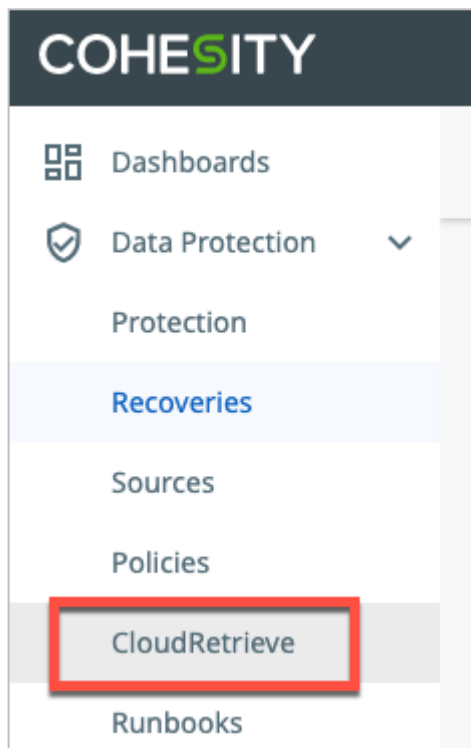 COHESITY
Dashboards
Data Protection
Protection
Recoveries
Sources
Policies
CloudRetrieve
Runbooks